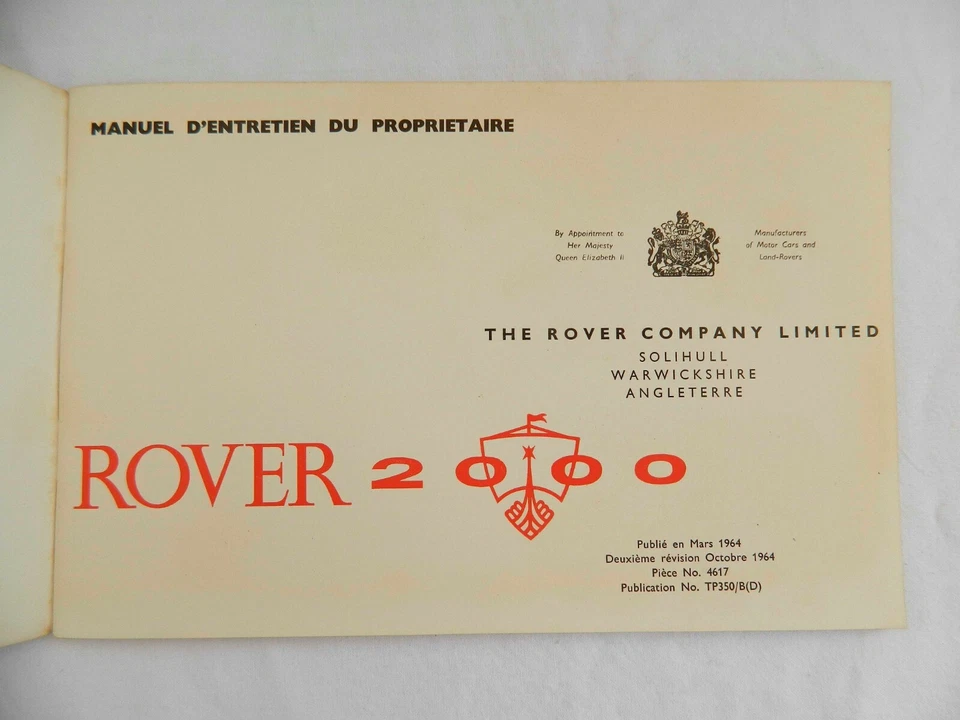 MANUEL D'ENTRETIEN DU PROPRIETAIRE
By Appointment to
Her Majesty
Queen Elizabeth II
Manufacturers
of Motor Cars and
Land-Rovers
THE ROVER COMPANY LIMITED
SOLIHULL
WARWICKSHIRE
ANGLETERRE
ROVER 2000
Publié en Mars 1964
Deuxième révision Octobre 1964
Pièce No. 4617
Publication No. TP350/B(D)